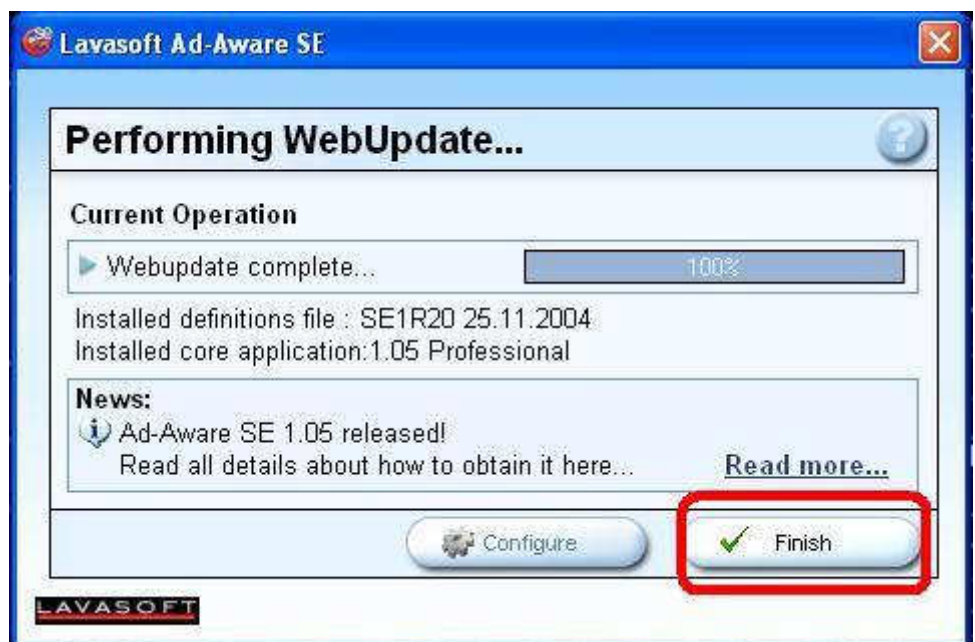 Lavasoft Ad-Aware SE
Performing WebUpdate...
?
Current Operation
Webupdate complete... 100%
Installed definitions file : SE1R20 25.11.2004
Installed core application:1.05 Professional
News:
Ad-Aware SE 1.05 released!
Read all details about how to obtain it here... Read more...
Configure Finish
LAVASOFT